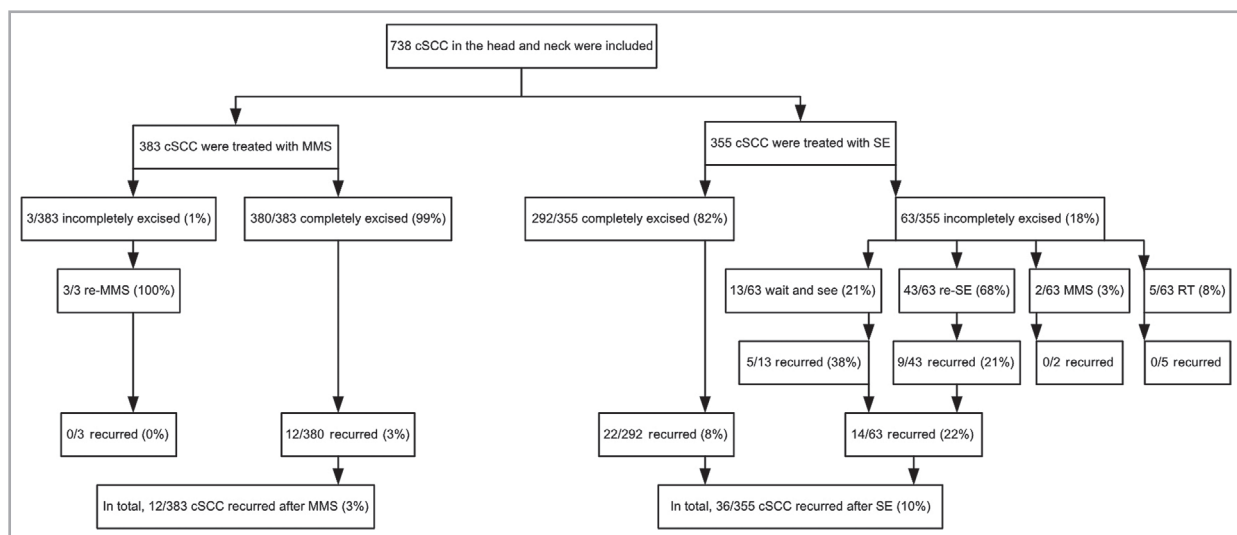 738 cSCC in the head and neck were included
383 cSCC were treated with MMS
355 cSCC were treated with SE
3/383 incompletely excised (1%)
380/383 completely excised (99%)
292/355 completely excised (82%)
63/355 incompletely excised (18%)
3/3 re-MMS (100%)
13/63 wait and see (21%)
43/63 re-SE (68%)
2/63 MMS (3%)
5/63 RT (8%)
5/13 recurred (38%)
9/43 recurred (21%)
0/2 recurred
0/5 recurred
0/3 recurred (0%)
12/380 recurred (3%)
22/292 recurred (8%)
14/63 recurred (22%)
In total, 12/383 cSCC recurred after MMS (3%)
In total, 36/355 cSCC recurred after SE (10%)